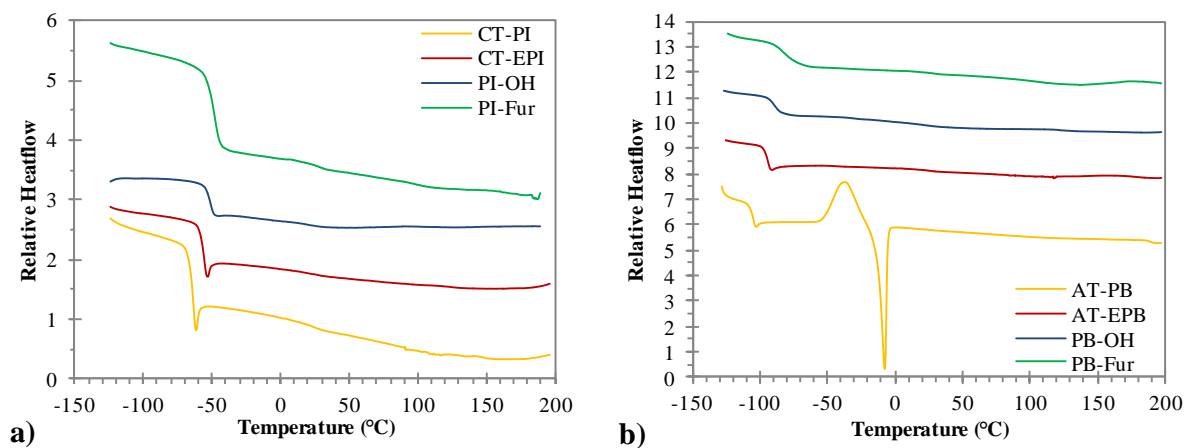 6
5
4
3
2
1
0
-150 -100 -50 0 50 100 150 200
Relative Heatflow
Temperature (°C)
CT-PI
CT-EPI
PI-OH
PI-Fur
a)
14
13
12
11
10
9
8
7
6
5
4
3
2
1
0
-150 -100 -50 0 50 100 150 200
Relative Heatflow
Temperature (°C)
AT-PB
AT-EPB
PB-OH
PB-Fur
b)